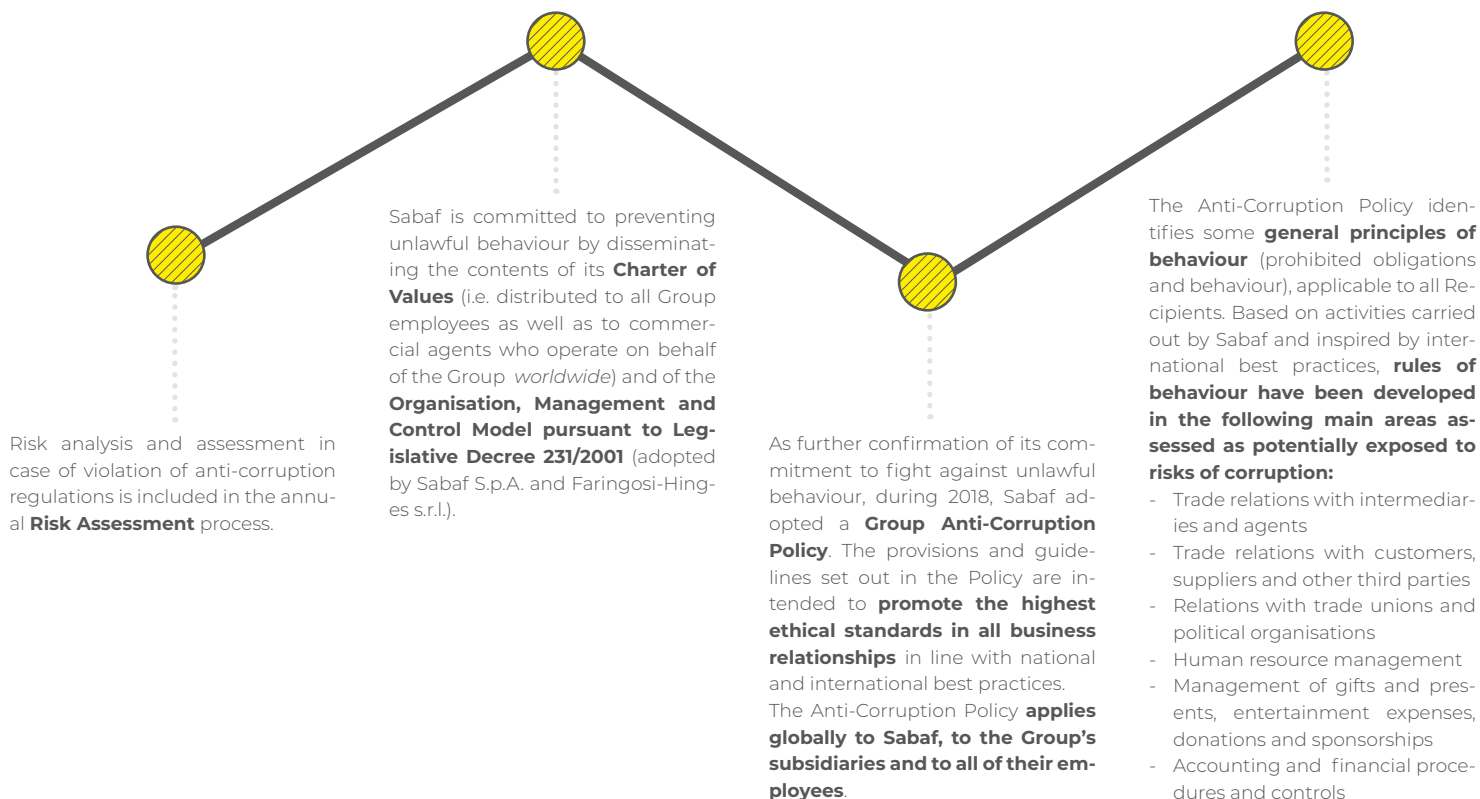 Risk analysis and assessment in
case of violation of anti-corruption
regulations is included in the annu-
al Risk Assessment process.
Sabaf is committed to preventing
unlawful behaviour by disseminat-
ing the contents of its Charter of
Values (i.e. distributed to all Group
employees as well as to commer-
cial agents who operate on behalf
of the Group worldwide) and of the
Organisation, Management and
Control Model pursuant to Leg-
islative Decree 231/2001 (adopted
by Sabaf S.p.A. and Faringosi-Hing-
es s.r.l.).
As further confirmation of its com-
mitment to fight against unlawful
behaviour, during 2018, Sabaf ad-
opted a Group Anti-Corruption
Policy. The provisions and guide-
lines set out in the Policy are in-
tended to promote the highest
ethical standards in all business
relationships in line with national
and international best practices.
The Anti-Corruption Policy applies
globally to Sabaf, to the Group's
subsidiaries and to all of their em-
ployees.
The Anti-Corruption Policy iden-
tifies some general principles of
behaviour (prohibited obligations
and behaviour), applicable to all Re-
cipients. Based on activities carried
out by Sabaf and inspired by inter-
national best practices, rules of
behaviour have been developed
in the following main areas as-
sessed as potentially exposed to
risks of corruption:
- Trade relations with intermediar-
ies and agents
- Trade relations with customers,
suppliers and other third parties
- Relations with trade unions and
political organisations
- Human resource management
- Management of gifts and pres-
ents, entertainment expenses,
donations and sponsorships
- Accounting and financial proce-
dures and controls